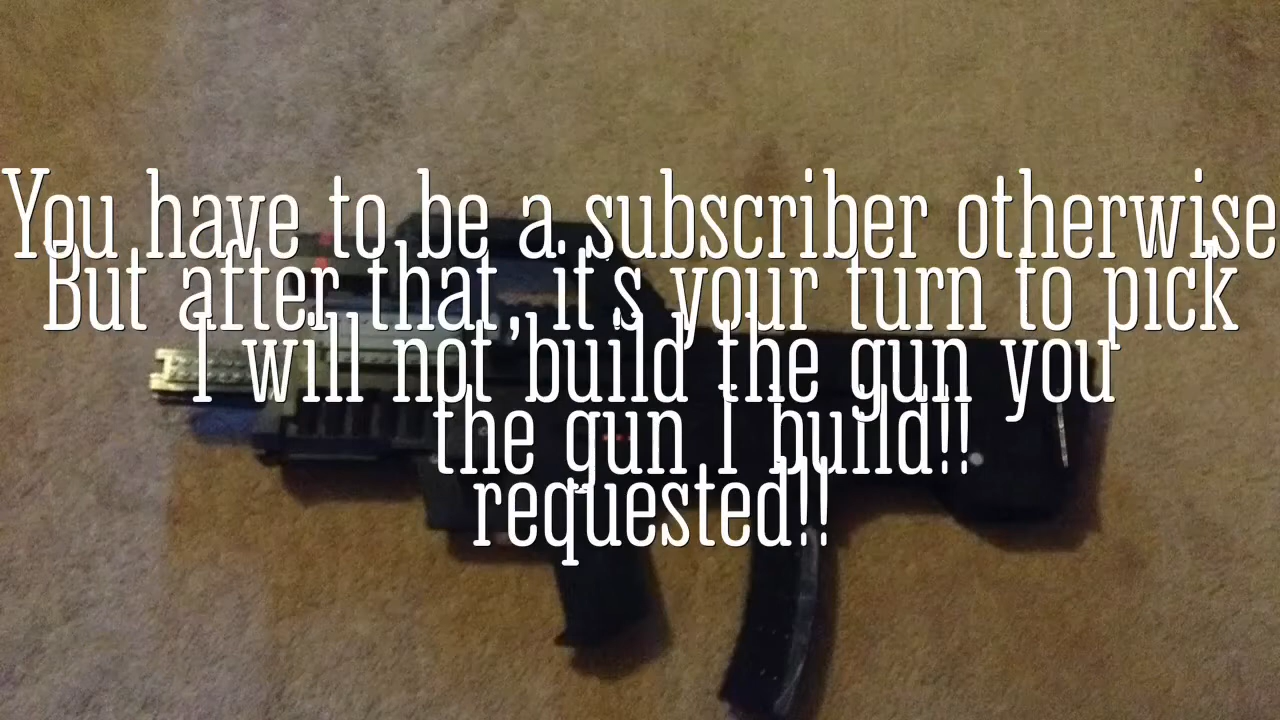 You have to be a subscriber otherwise
But after that, it's your turn to pick
I will not build the gun you
the gun I build!!
requested!!